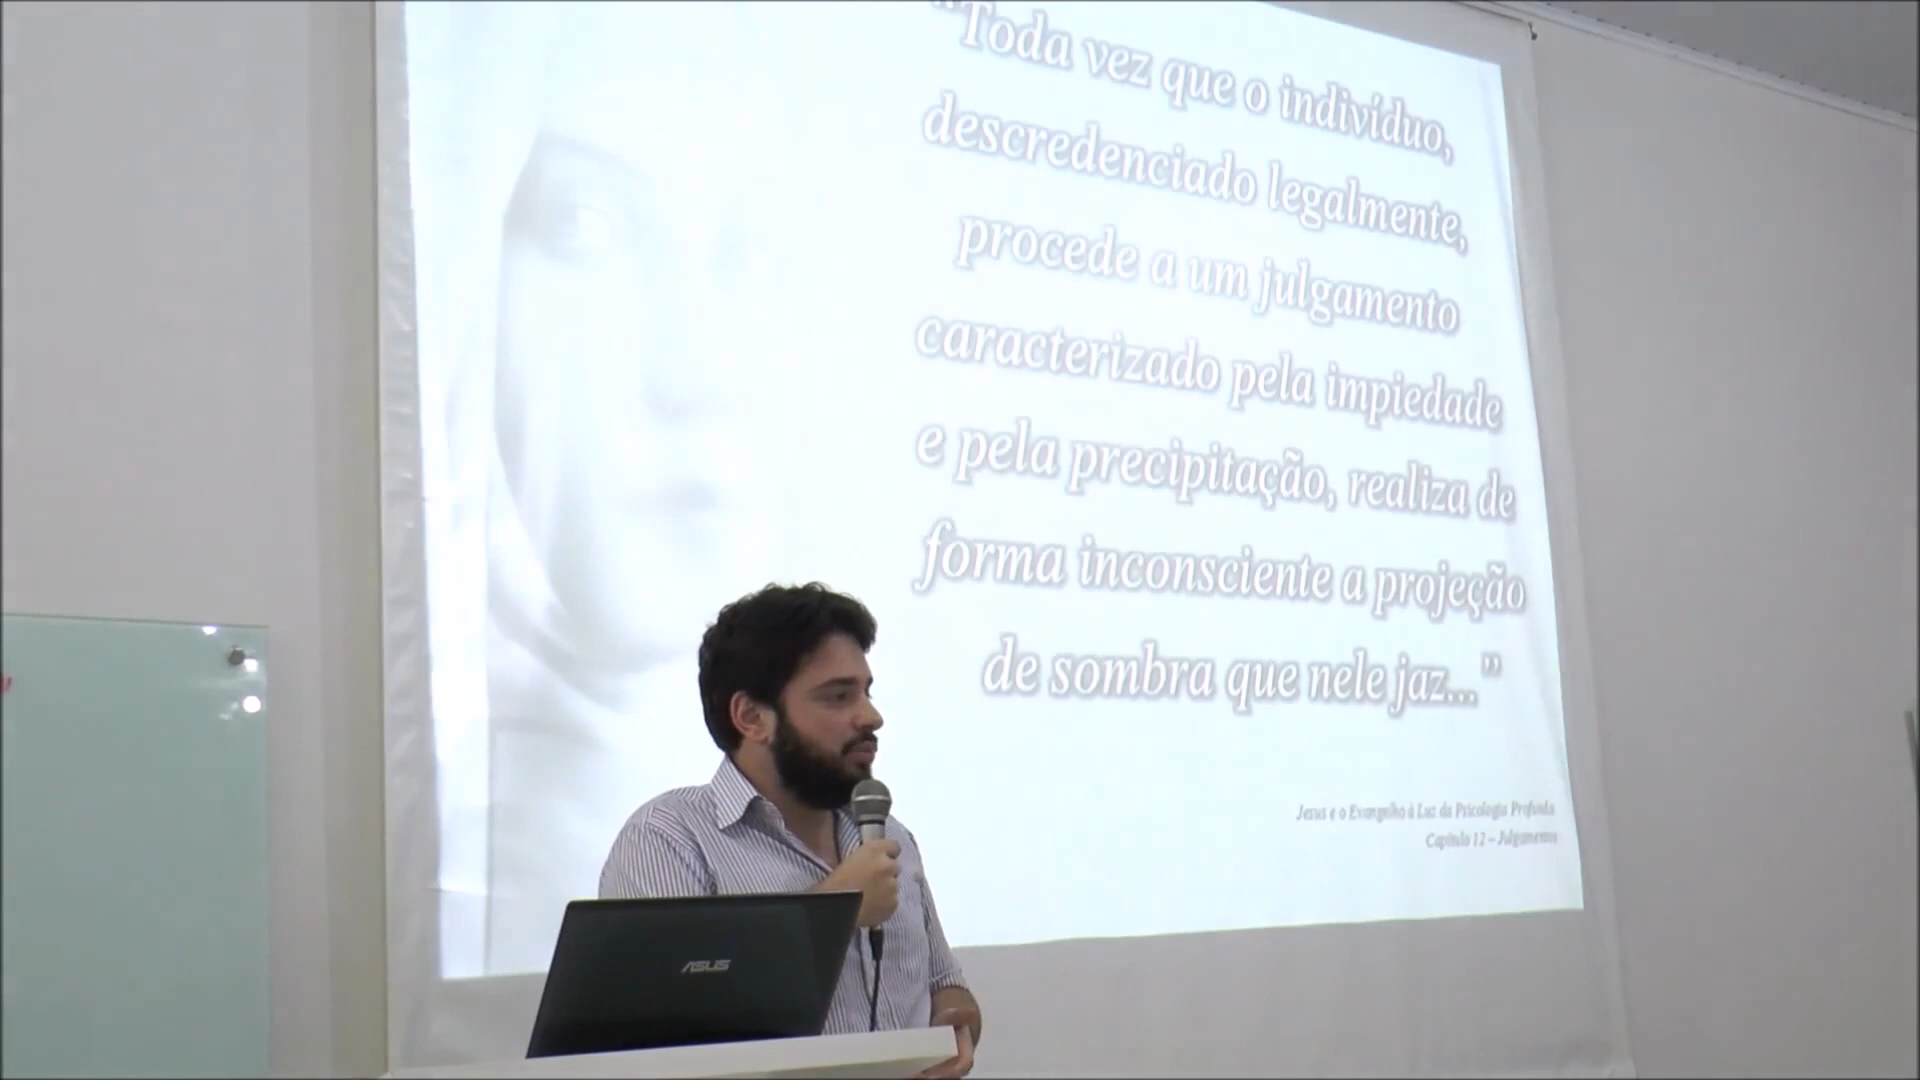 “Toda vez que o indivíduo,
descredenciado legalmente,
procede a um julgamento
caracterizado pela impiedade
e pela precipitação, realiza de
forma inconsciente a projeção
de sombra que nele jaz...”
Jesus e o Evangelho à Luz da Psicologia Profunda
Capítulo 12 – Julgamentos
ASUS